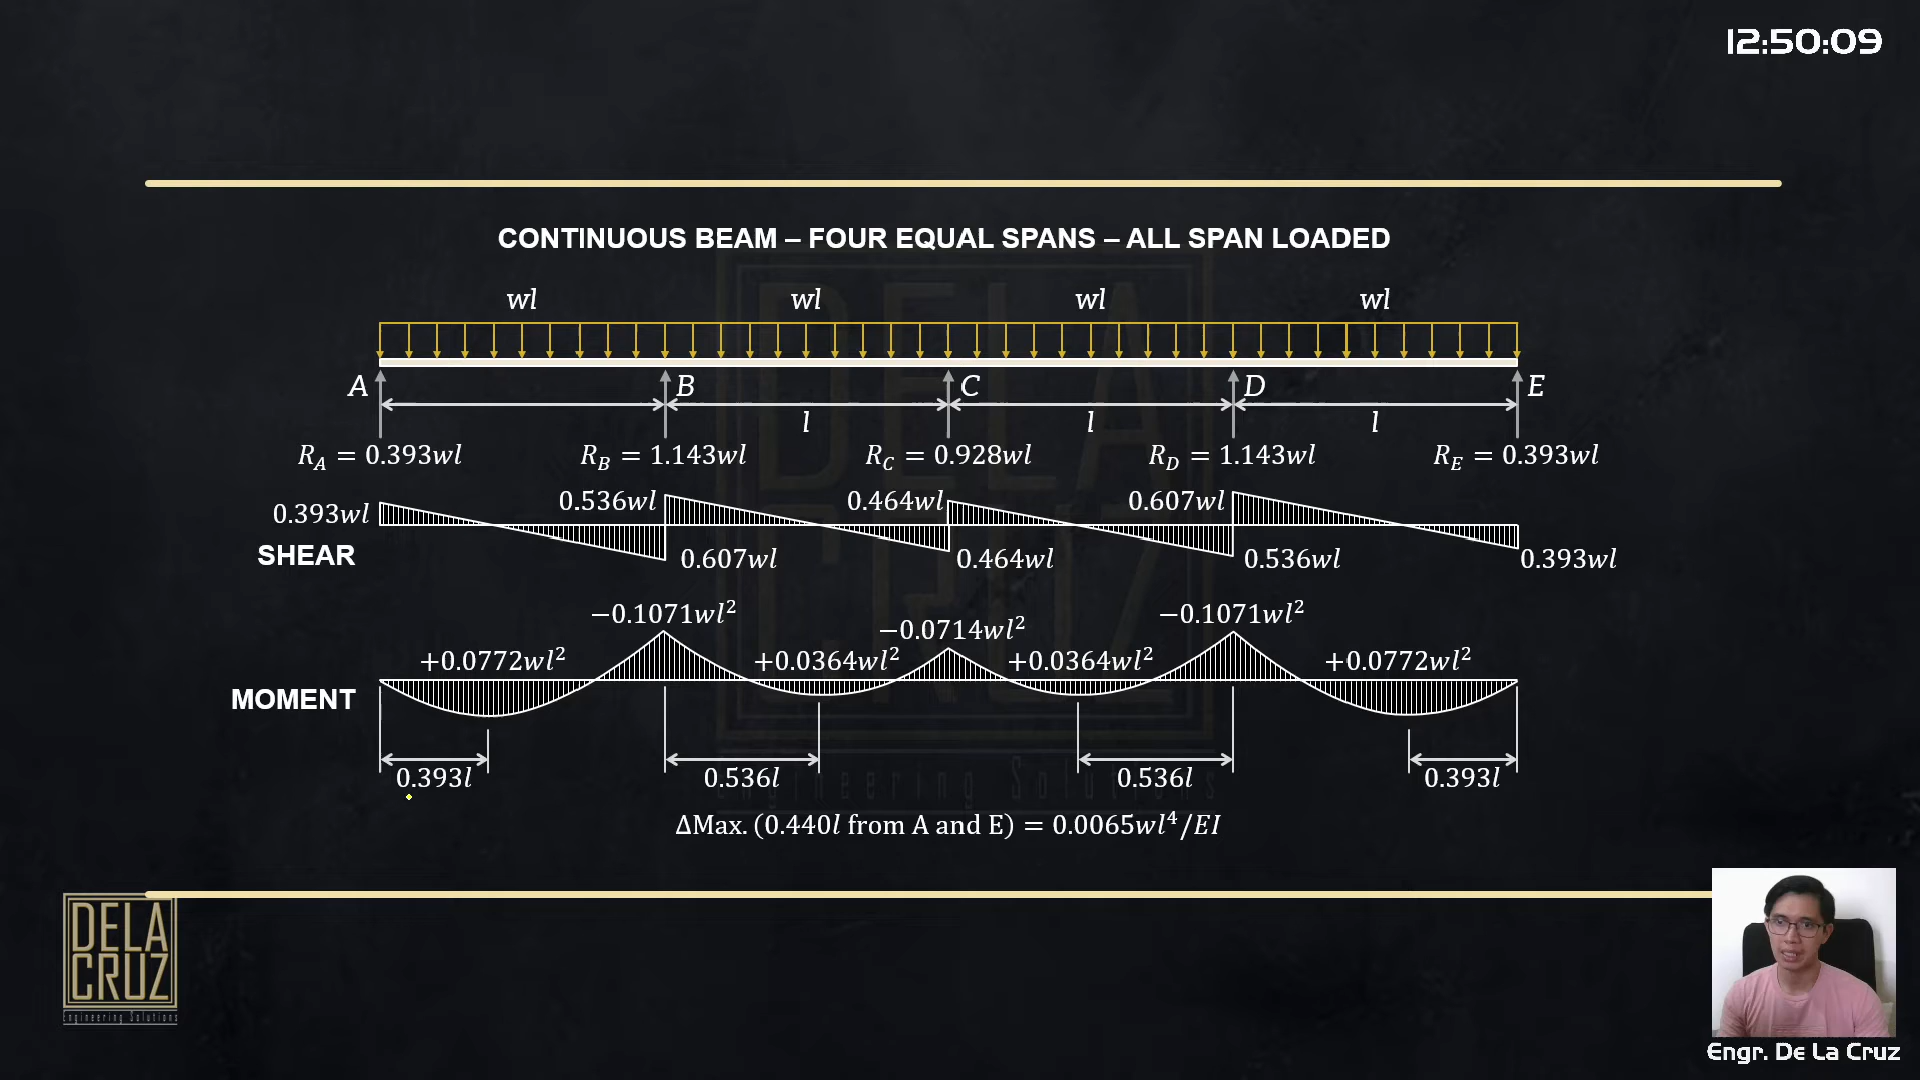 12:50:09
CONTINUOUS BEAM – FOUR EQUAL SPANS – ALL SPAN LOADED
wl wl wl wl
A B C D E
l l l
R_A = 0.393wl R_B = 1.143wl R_C = 0.928wl R_D = 1.143wl R_E = 0.393wl
0.393wl 0.536wl 0.464wl 0.607wl
SHEAR 0.607wl 0.464wl 0.536wl 0.393wl
−0.1071wl² −0.0714wl² −0.1071wl²
+0.0772wl² +0.0364wl² +0.0364wl² +0.0772wl²
MOMENT
0.393l 0.536l 0.536l 0.393l
ΔMax. (0.440l from A and E) = 0.0065wl⁴/EI
DELA
CRUZ
Engineering Solutions
DELA
CRUZ
Engineering Solutions
Engr. De La Cruz